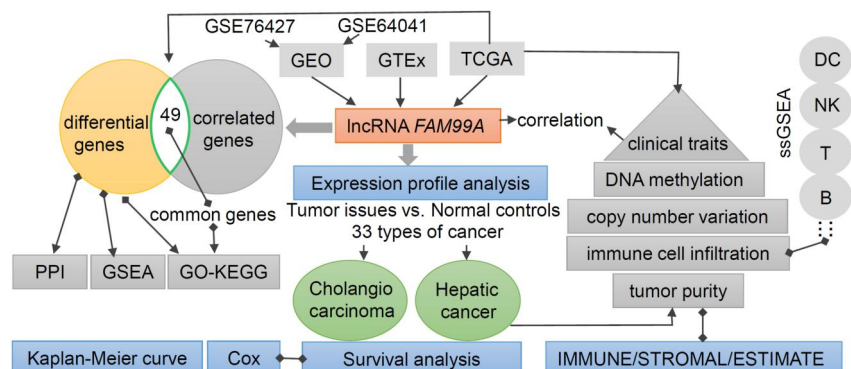 GSE76427
GSE64041
GEO
GTEx
TCGA
DC
NK
T
B
ssGSEA
differential
genes
49
correlated
genes
lncRNA FAM99A
correlation
clinical traits
DNA methylation
copy number variation
immune cell infiltration
tumor purity
Expression profile analysis
Tumor issues vs. Normal controls
33 types of cancer
common genes
PPI
GSEA
GO-KEGG
Cholangio
carcinoma
Hepatic
cancer
Kaplan-Meier curve
Cox
Survival analysis
IMMUNE/STROMAL/ESTIMATE